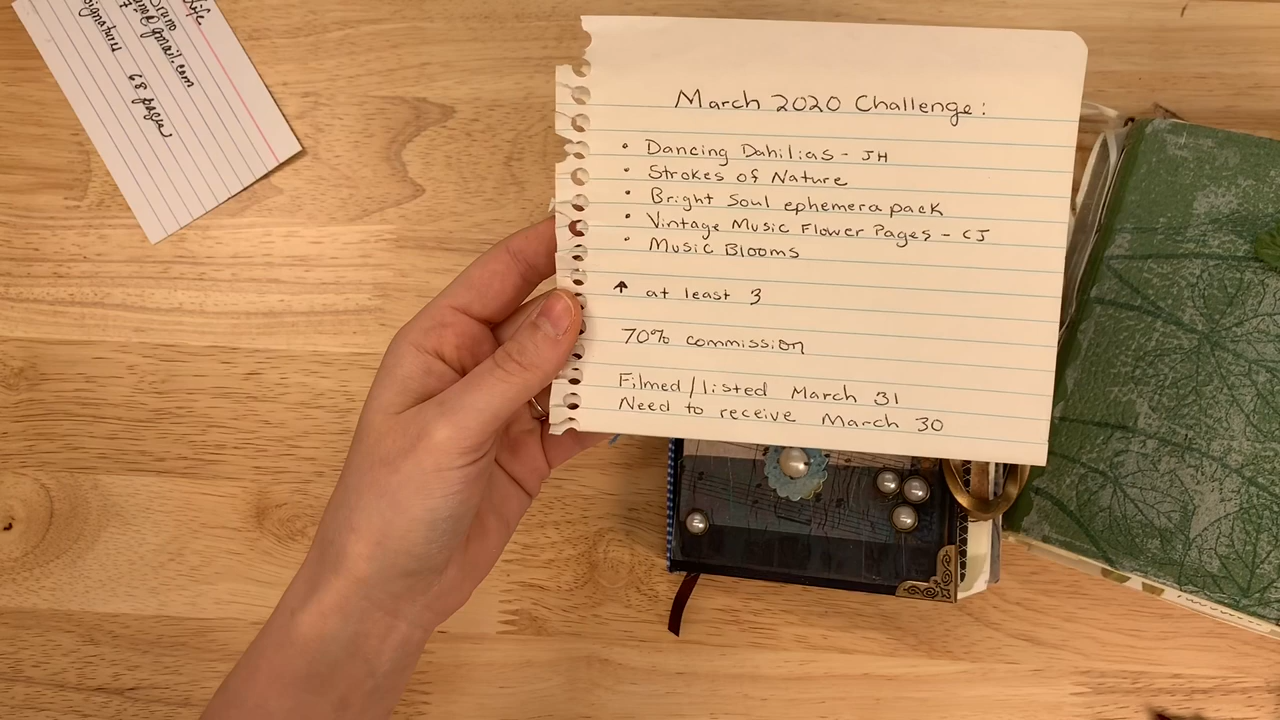 life
@gmail.com
signatures 68 pages
March 2020 Challenge:
• Dancing Dahilias - JH
• Strokes of Nature
• Bright Soul ephemera pack
• Vintage Music Flower Pages - CJ
• Music Blooms
↑ at least 3
70% commission
Filmed/listed March 31
Need to receive March 30